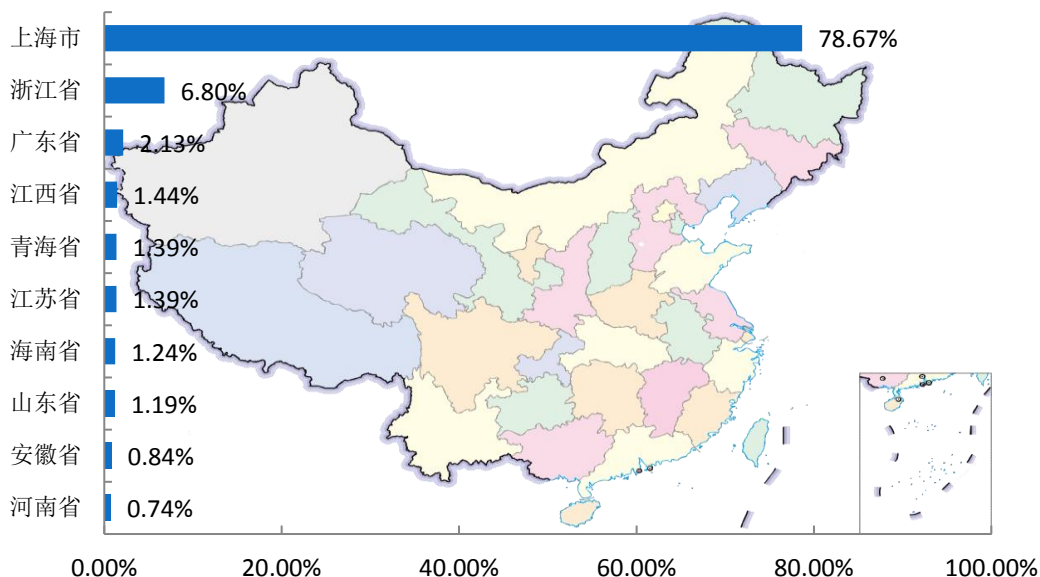 上海市 78.67%
浙江省 6.80%
广东省 2.13%
江西省 1.44%
青海省 1.39%
江苏省 1.39%
海南省 1.24%
山东省 1.19%
安徽省 0.84%
河南省 0.74%
0.00% 20.00% 40.00% 60.00% 80.00% 100.00%